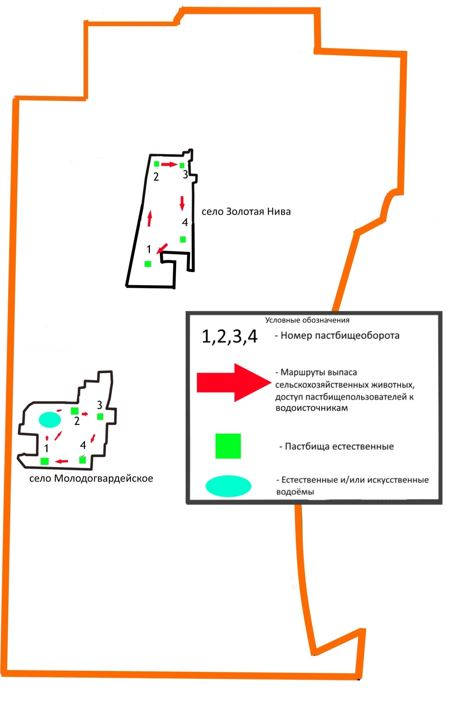 2
3
4
1
село Золотая Нива
Условные обозначения
1,2,3,4 - Номер пастбищеоборота
- Маршруты выпаса
сельскохозяйственных животных,
доступ пастбищепользователей к
водоисточникам
- Пастбища естественные
- Естественные и/или искусственные
водоёмы
3
2
1
4
село Молодогвардейское